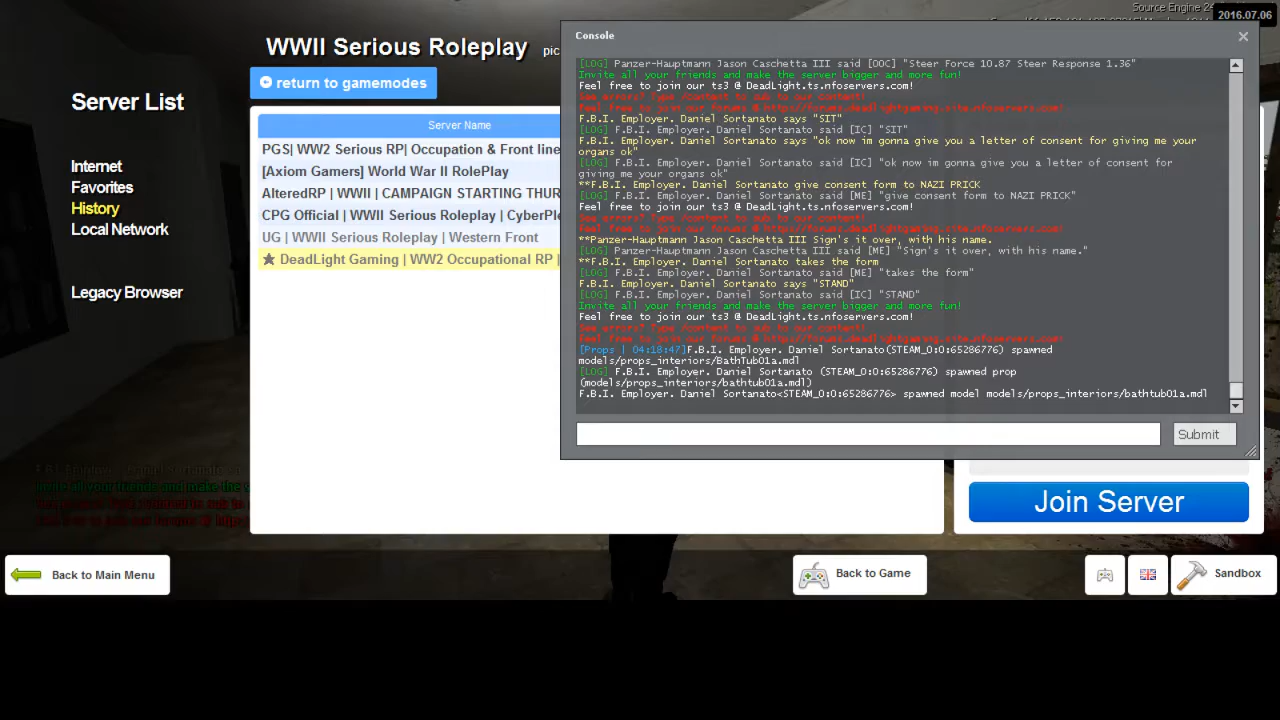 Source Engine 24
2016.07.06
WWII Serious Roleplay pic
return to gamemodes
Server List
Internet
Favorites
History
Local Network
Legacy Browser
Server Name
PGS| WW2 Serious RP| Occupation & Front line
[Axiom Gamers] World War II RolePlay
AlteredRP | WWII | CAMPAIGN STARTING THUR
CPG Official | WWII Serious Roleplay | CyberPle
UG | WWII Serious Roleplay | Western Front
DeadLight Gaming | WW2 Occupational RP |
Console
[LOG] Panzer-Hauptmann Jason Caschetta III said [OOC] "Steer Force 10.87 Steer Response 1.36"
Invite all your friends and make the server bigger and more fun!
Feel free to join our ts3 @ DeadLight.ts.nfoservers.com!
See errors? Type /content to sub to our content!
Feel free to join our forums @ http://forums.deadlightgaming.site.nfoservers.com!
F.B.I. Employer. Daniel Sortanato says "SIT"
[LOG] F.B.I. Employer. Daniel Sortanato said [IC] "SIT"
F.B.I. Employer. Daniel Sortanato says "ok now im gonna give you a letter of consent for giving me your
organs ok"
[LOG] F.B.I. Employer. Daniel Sortanato said [IC] "ok now im gonna give you a letter of consent for
giving me your organs ok"
**F.B.I. Employer. Daniel Sortanato give consent form to NAZI PRICK
[LOG] F.B.I. Employer. Daniel Sortanato said [ME] "give consent form to NAZI PRICK"
Feel free to join our ts3 @ DeadLight.ts.nfoservers.com!
See errors? Type /content to sub to our content!
Feel free to join our forums @ http://forums.deadlightgaming.site.nfoservers.com!
**Panzer-Hauptmann Jason Caschetta III Sign's it over, with his name.
[LOG] Panzer-Hauptmann Jason Caschetta III said [ME] "Sign's it over, with his name."
**F.B.I. Employer. Daniel Sortanato takes the form
[LOG] F.B.I. Employer. Daniel Sortanato said [ME] "takes the form"
F.B.I. Employer. Daniel Sortanato says "STAND"
[LOG] F.B.I. Employer. Daniel Sortanato said [IC] "STAND"
Invite all your friends and make the server bigger and more fun!
Feel free to join our ts3 @ DeadLight.ts.nfoservers.com!
See errors? Type /content to sub to our content!
Feel free to join our forums @ http://forums.deadlightgaming.site.nfoservers.com!
[Props | 04:18:47]F.B.I. Employer. Daniel Sortanato(STEAM_0:0:65286776) spawned
models/props_interiors/BathTub01a.mdl
[LOG] F.B.I. Employer. Daniel Sortanato (STEAM_0:0:65286776) spawned prop
(models/props_interiors/bathtub01a.mdl)
F.B.I. Employer. Daniel Sortanato<STEAM_0:0:65286776> spawned model models/props_interiors/bathtub01a.mdl
Submit
Invite all your friends and make the
Join Server
Back to Main Menu
Back to Game
Sandbox